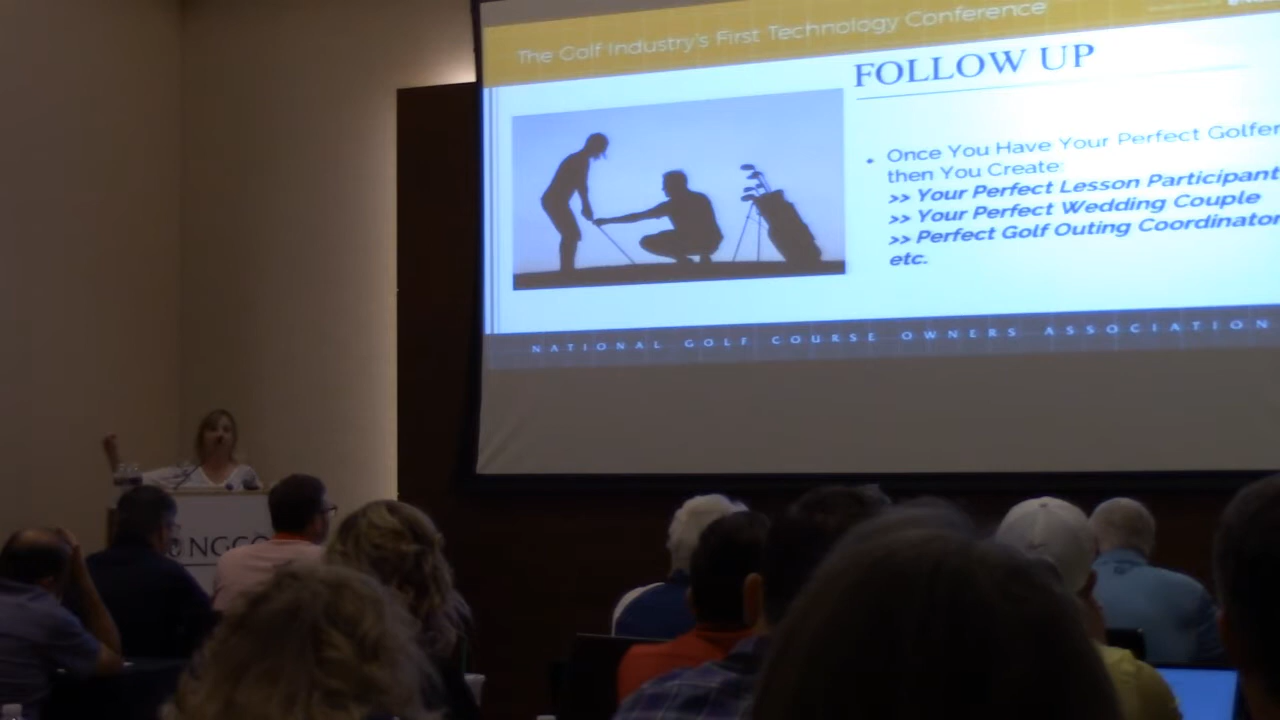 The Golf Industry's First Technology Conference
FOLLOW UP
• Once You Have Your Perfect Golfer
then You Create:
>> Your Perfect Lesson Participant
>> Your Perfect Wedding Couple
>> Perfect Golf Outing Coordinator
etc.
NATIONAL GOLF COURSE OWNERS ASSOCIATION
NGCO